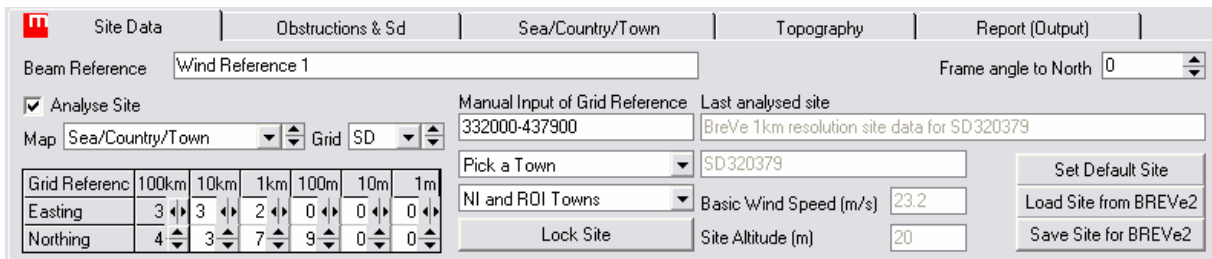 Site Data Obstructions & Sd Sea/Country/Town Topography Report (Output)
Beam Reference Wind Reference 1 Frame angle to North 0
Analyse Site Manual Input of Grid Reference Last analysed site
332000-437900 BreVe 1km resolution site data for SD320379
Map Sea/Country/Town Grid SD
Pick a Town SD320379 Set Default Site
Grid Referenc 100km 10km 1km 100m 10m 1m
NI and ROI Towns Basic Wind Speed (m/s) 23.2 Load Site from BREVe2
Easting 3 3 2 0 0 0
Lock Site Site Altitude (m) 20 Save Site for BREVe2
Northing 4 3 7 9 0 0